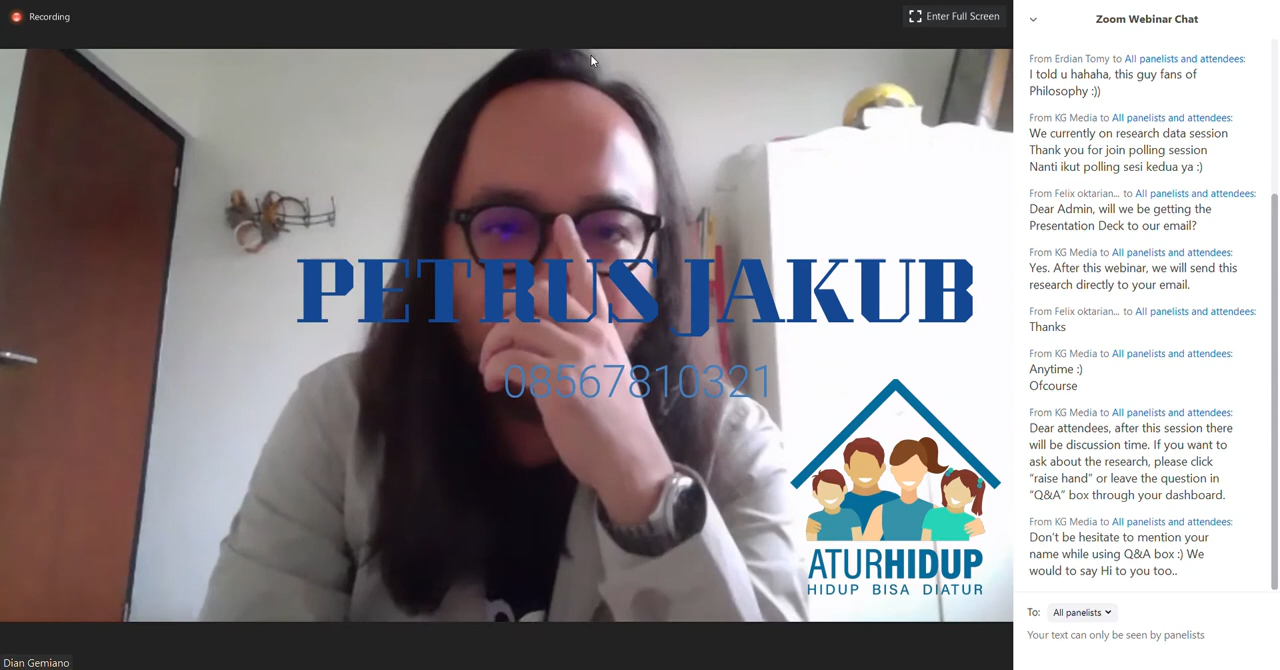 Recording
Enter Full Screen
PETRUS JAKUB
08567810321
ATURHIDUP
HIDUP BISA DIATUR
Dian Gemiano
Zoom Webinar Chat
From Erdian Tomy to All panelists and attendees:
I told u hahaha, this guy fans of
Philosophy :))
From KG Media to All panelists and attendees:
We currently on research data session
Thank you for join polling session
Nanti ikut polling sesi kedua ya :)
From Felix oktarian... to All panelists and attendees:
Dear Admin, will we be getting the
Presentation Deck to our email?
From KG Media to All panelists and attendees:
Yes. After this webinar, we will send this
research directly to your email.
From Felix oktarian... to All panelists and attendees:
Thanks
From KG Media to All panelists and attendees:
Anytime :)
Ofcourse
From KG Media to All panelists and attendees:
Dear attendees, after this session there
will be discussion time. If you want to
ask about the research, please click
“raise hand” or leave the question in
“Q&A” box through your dashboard.
From KG Media to All panelists and attendees:
Don't be hesitate to mention your
name while using Q&A box :) We
would to say Hi to you too..
To: All panelists
Your text can only be seen by panelists